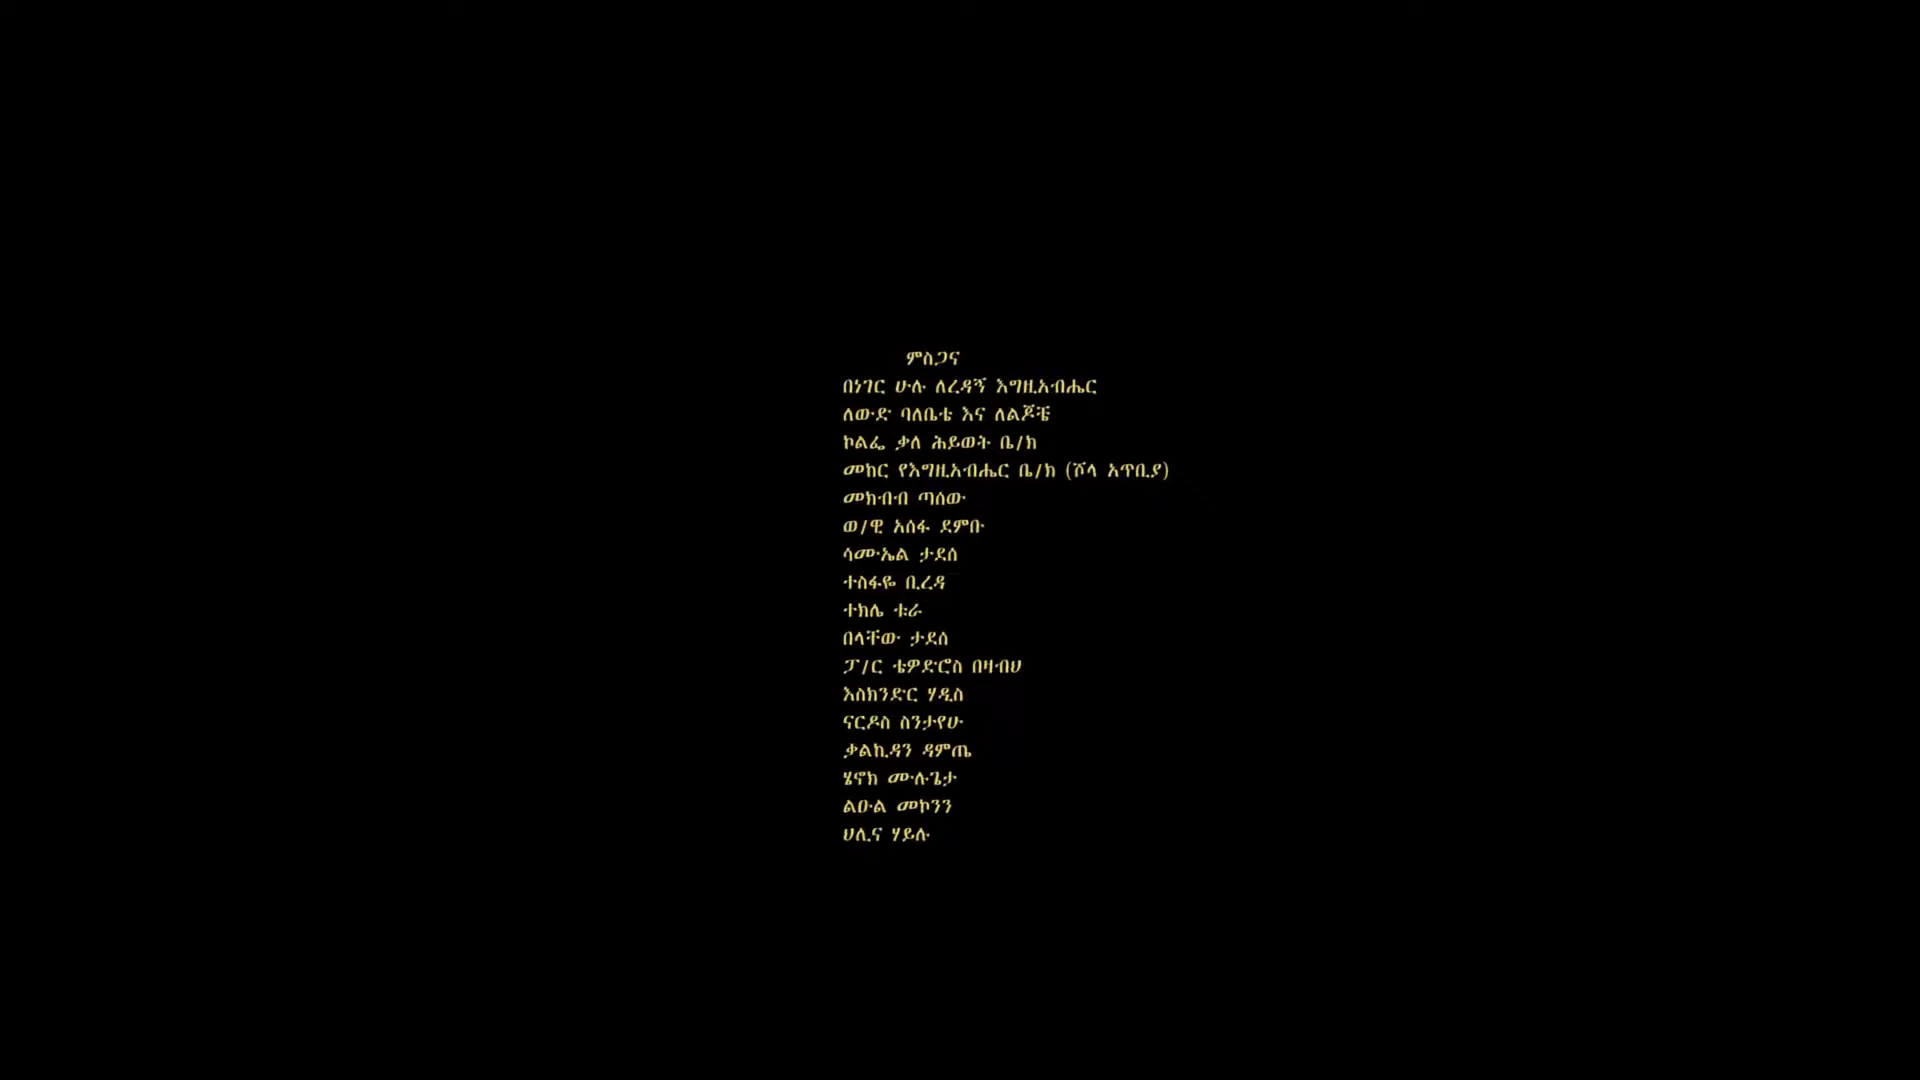 ምስጋና
በነገር ሁሉ ለረዳኝ እግዚአብሔር
ለውድ ባለቤቴ እና ለልጆቼ
ኮልፌ ቃለ ሕይወት ቤ/ክ
መከር የእግዚአብሔር ቤ/ክ (ሾላ አጥቢያ)
መክብብ ጣሰው
ወ/ዊ አሰፋ ደምቡ
ሳሙኤል ታደሰ
ተስፋዬ ቢረዳ
ተክሌ ቱራ
በላቸው ታደሰ
ፓ/ር ቴዎድሮስ በዛብህ
እስክንድር ሃዲስ
ናርዶስ ስንታየሁ
ቃልኪዳን ዳምጤ
ሄኖክ ሙሉጌታ
ልዑል መኮንን
ህሊና ሃይሉ